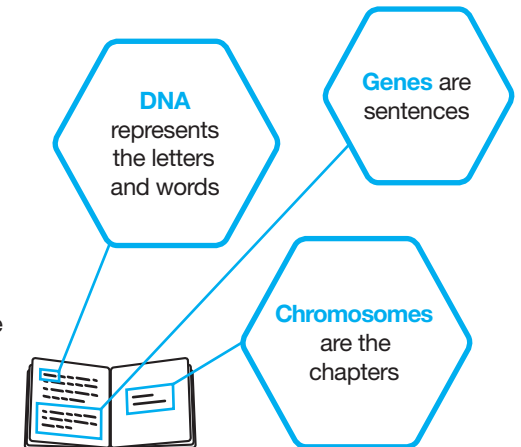 DNA
represents
the letters
and words
Genes are
sentences
Chromosomes
are the
chapters
e